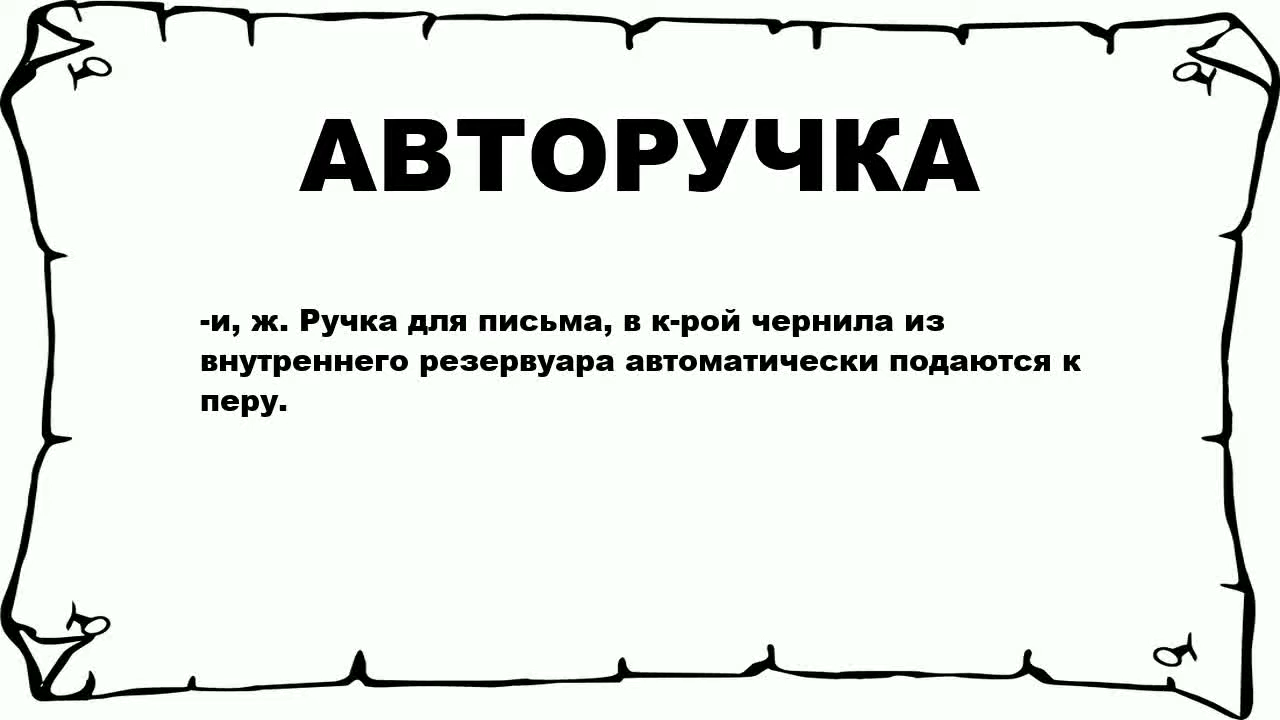 АВТОРУЧКА
-и, ж. Ручка для письма, в к-рой чернила из
внутреннего резервуара автоматически подаются к
перу.